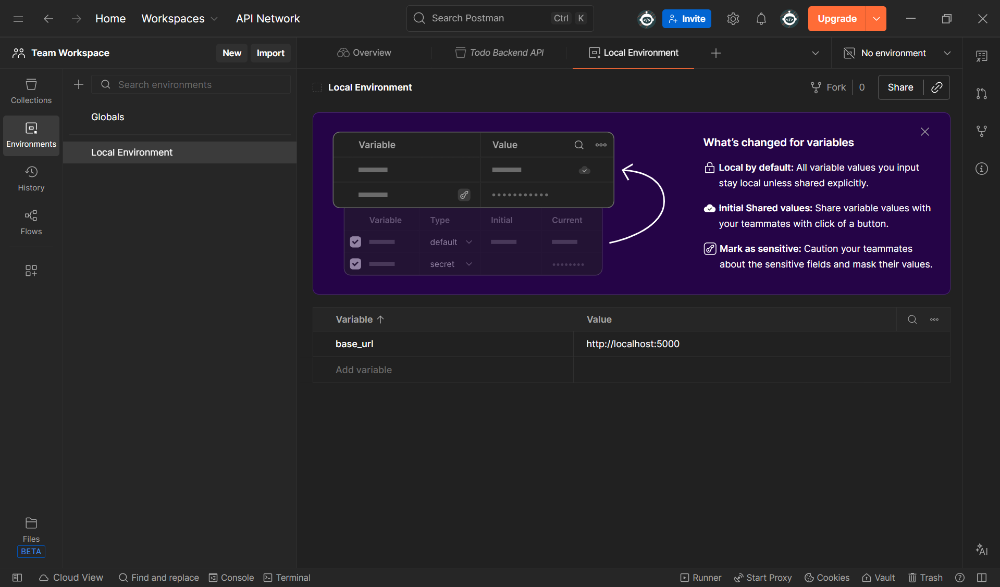 Home Workspaces API Network Search Postman Ctrl K Invite Upgrade
Team Workspace New Import Overview Todo Backend API Local Environment No environment
Collections
Environments
History
Flows
Files
BETA
Search environments
Globals
Local Environment
Local Environment Fork 0 Share
Variable Value
Variable Type Initial Current
default
secret
What's changed for variables
Local by default: All variable values you input
stay local unless shared explicitly.
Initial Shared values: Share variable values with
your teammates with click of a button.
Mark as sensitive: Caution your teammates
about the sensitive fields and mask their values.
Variable Value
base_url http://localhost:5000
Add variable
AI
Cloud View Find and replace Console Terminal Runner Start Proxy Cookies Vault Trash